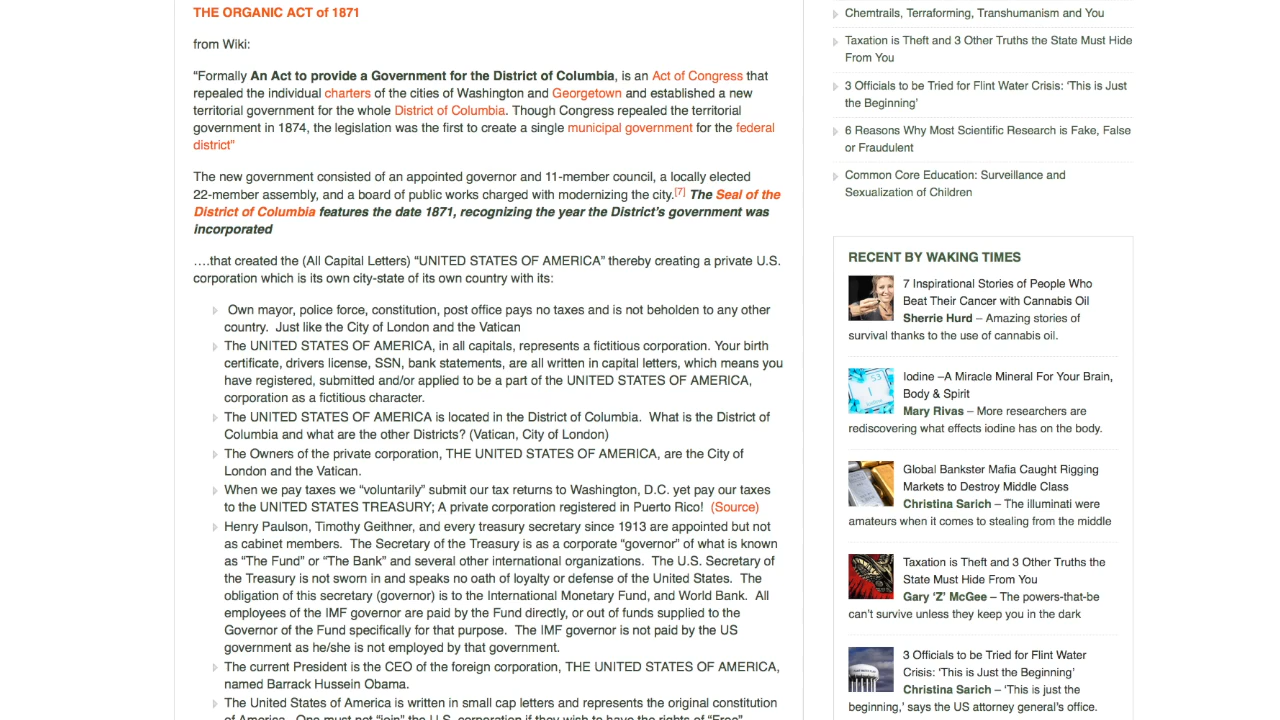 THE ORGANIC ACT of 1871
from Wiki:
“Formally An Act to provide a Government for the District of Columbia, is an Act of Congress that
repealed the individual charters of the cities of Washington and Georgetown and established a new
territorial government for the whole District of Columbia. Though Congress repealed the territorial
government in 1874, the legislation was the first to create a single municipal government for the federal
district”
The new government consisted of an appointed governor and 11-member council, a locally elected
22-member assembly, and a board of public works charged with modernizing the city.[7] The Seal of the
District of Columbia features the date 1871, recognizing the year the District’s government was
incorporated
….that created the (All Capital Letters) “UNITED STATES OF AMERICA” thereby creating a private U.S.
corporation which is its own city-state of its own country with its:
Own mayor, police force, constitution, post office pays no taxes and is not beholden to any other
country. Just like the City of London and the Vatican
The UNITED STATES OF AMERICA, in all capitals, represents a fictitious corporation. Your birth
certificate, drivers license, SSN, bank statements, are all written in capital letters, which means you
have registered, submitted and/or applied to be a part of the UNITED STATES OF AMERICA,
corporation as a fictitious character.
The UNITED STATES OF AMERICA is located in the District of Columbia. What is the District of
Columbia and what are the other Districts? (Vatican, City of London)
The Owners of the private corporation, THE UNITED STATES OF AMERICA, are the City of
London and the Vatican.
When we pay taxes we “voluntarily” submit our tax returns to Washington, D.C. yet pay our taxes
to the UNITED STATES TREASURY; A private corporation registered in Puerto Rico! (Source)
Henry Paulson, Timothy Geithner, and every treasury secretary since 1913 are appointed but not
as cabinet members. The Secretary of the Treasury is as a corporate “governor” of what is known
as “The Fund” or “The Bank” and several other international organizations. The U.S. Secretary of
the Treasury is not sworn in and speaks no oath of loyalty or defense of the United States. The
obligation of this secretary (governor) is to the International Monetary Fund, and World Bank. All
employees of the IMF governor are paid by the Fund directly, or out of funds supplied to the
Governor of the Fund specifically for that purpose. The IMF governor is not paid by the US
government as he/she is not employed by that government.
The current President is the CEO of the foreign corporation, THE UNITED STATES OF AMERICA,
named Barrack Hussein Obama.
The United States of America is written in small cap letters and represents the original constitution
of America. One must not “join” the U.S. corporation if they wish to have the rights of “Free”
Chemtrails, Terraforming, Transhumanism and You
Taxation is Theft and 3 Other Truths the State Must Hide
From You
3 Officials to be Tried for Flint Water Crisis: ‘This is Just
the Beginning’
6 Reasons Why Most Scientific Research is Fake, False
or Fraudulent
Common Core Education: Surveillance and
Sexualization of Children
RECENT BY WAKING TIMES
7 Inspirational Stories of People Who
Beat Their Cancer with Cannabis Oil
Sherrie Hurd – Amazing stories of
survival thanks to the use of cannabis oil.
Iodine –A Miracle Mineral For Your Brain,
Body & Spirit
Mary Rivas – More researchers are
rediscovering what effects iodine has on the body.
Global Bankster Mafia Caught Rigging
Markets to Destroy Middle Class
Christina Sarich – The illuminati were
amateurs when it comes to stealing from the middle
Taxation is Theft and 3 Other Truths the
State Must Hide From You
Gary ‘Z’ McGee – The powers-that-be
can’t survive unless they keep you in the dark
3 Officials to be Tried for Flint Water
Crisis: ‘This is Just the Beginning’
Christina Sarich – ‘This is just the
beginning,’ says the US attorney general’s office.